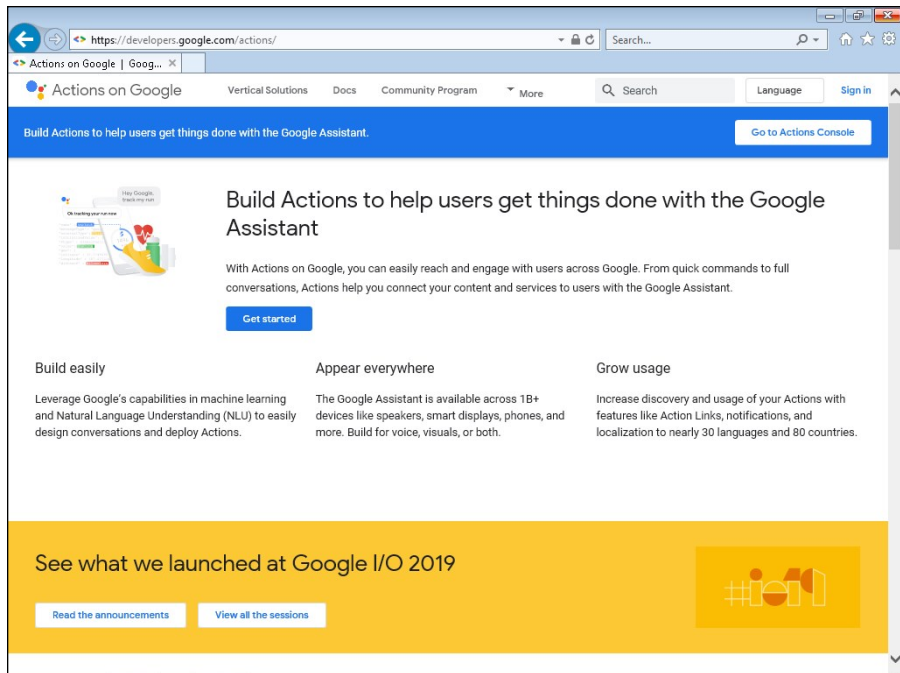 https://developers.google.com/actions/
Search...
Actions on Google | Goog...
Actions on Google
Vertical Solutions
Docs
Community Program
More
Search
Language
Sign in
Build Actions to help users get things done with the Google Assistant.
Go to Actions Console
Hey Google,
track my run
Ok tracking your run now
Build Actions to help users get things done with the Google
Assistant
With Actions on Google, you can easily reach and engage with users across Google. From quick commands to full
conversations, Actions help you connect your content and services to users with the Google Assistant.
Get started
Build easily
Leverage Google's capabilities in machine learning
and Natural Language Understanding (NLU) to easily
design conversations and deploy Actions.
Appear everywhere
The Google Assistant is available across 1B+
devices like speakers, smart displays, phones, and
more. Build for voice, visuals, or both.
Grow usage
Increase discovery and usage of your Actions with
features like Action Links, notifications, and
localization to nearly 30 languages and 80 countries.
See what we launched at Google I/O 2019
Read the announcements
View all the sessions
#io19